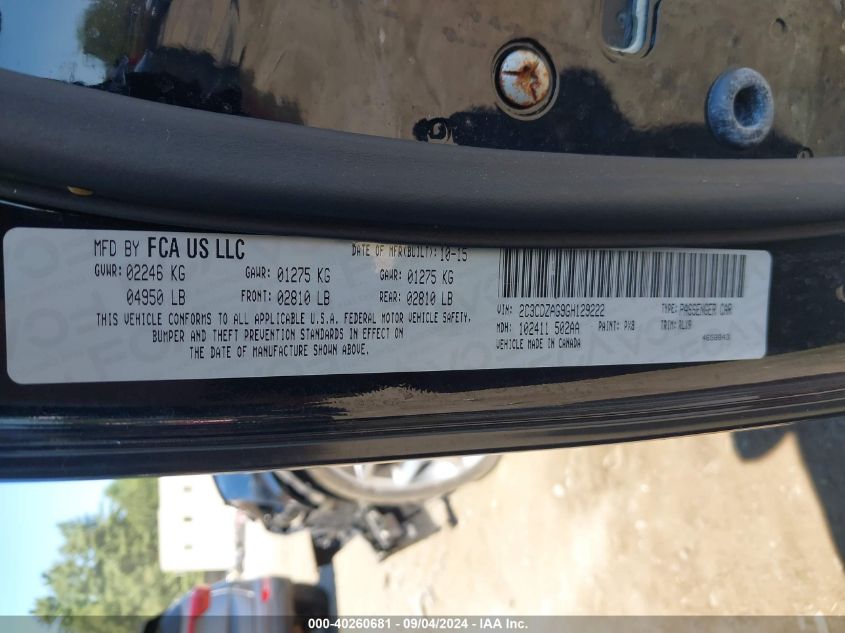 MFD BY FCA US LLC DATE OF MFR(BUILT): 10-15
GVWR: 02246 KG GAWR: 01275 KG GAWR: 01275 KG
04950 LB FRONT: 02810 LB REAR: 02810 LB
THIS VEHICLE CONFORMS TO ALL APPLICABLE U.S.A. FEDERAL MOTOR VEHICLE SAFETY,
BUMPER AND THEFT PREVENTION STANDARDS IN EFFECT ON
THE DATE OF MANUFACTURE SHOWN ABOVE.
VIN: 2C3CDZAG9GH129222 TYPE: PASSENGER CAR
MDH: 102411 502AA PAINT: PX8 TRIM: RLX9
VEHICLE MADE IN CANADA
000-40260681 - 09/04/2024 - IAA Inc.